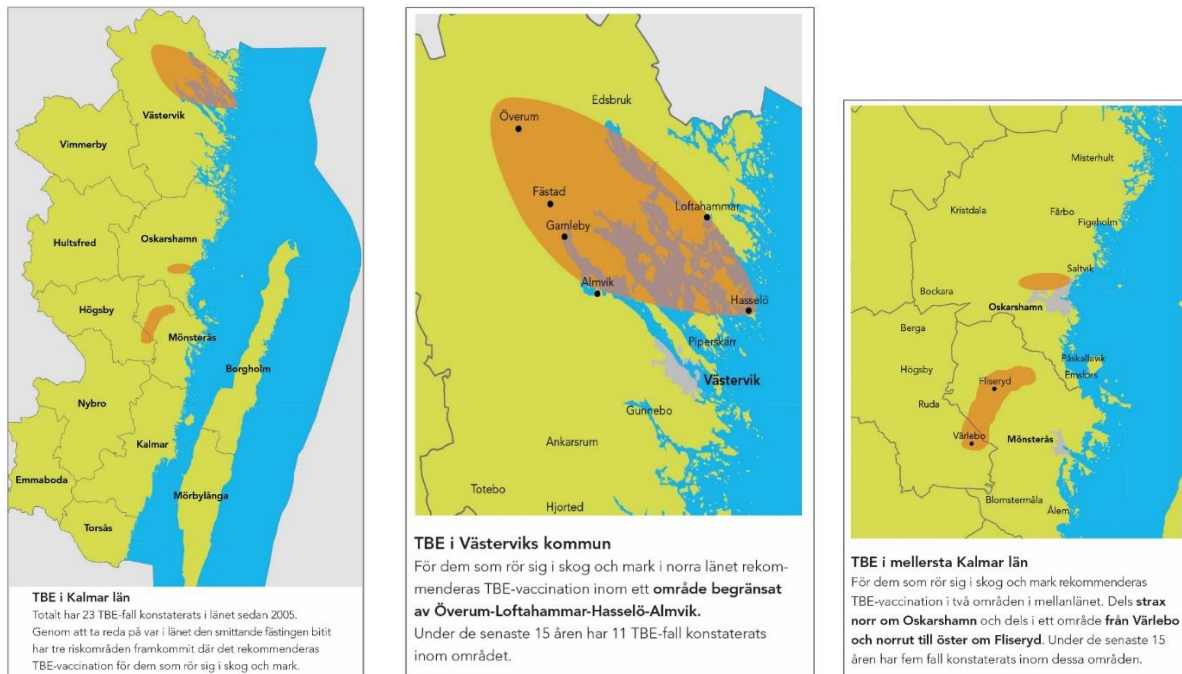 Västervik
Vimmerby
Hultsfred
Oskarshamn
Högsby
Mönsterås
Borgholm
Nybro
Kalmar
Emmaboda
Mörbylånga
Torsås
TBE i Kalmar län
Totalt har 23 TBE-fall konstaterats i länet sedan 2005.
Genom att ta reda på var i länet den smittande fästingen bitit
har tre riskområden framkommit där det rekommenderas
TBE-vaccination för dem som rör sig i skog och mark.
Edsbruk
Överum
Fästad
Loftahammar
Gamleby
Almvik
Hasselö
Piperskärr
Västervik
Gunnebo
Ankarsrum
Totebo
Hjorted
TBE i Västerviks kommun
För dem som rör sig i skog och mark i norra länet rekom-
menderas TBE-vaccination inom ett område begränsat
av Överum-Loftahammar-Hasselö-Almvik.
Under de senaste 15 åren har 11 TBE-fall konstaterats
inom området.
Misterhult
Kristdala
Fårbo
Figeholm
Saltvik
Bockara
Oskarshamn
Berga
Påskallavik
Högsby
Emsfors
Fliseryd
Ruda
Värlebo
Mönsterås
Blomstermåla
Ålem
TBE i mellersta Kalmar län
För dem som rör sig i skog och mark rekommenderas
TBE-vaccination i två områden i mellanlänet. Dels strax
norr om Oskarshamn och dels i ett område från Värlebo
och norrut till öster om Fliseryd. Under de senaste 15
åren har fem fall konstaterats inom dessa områden.